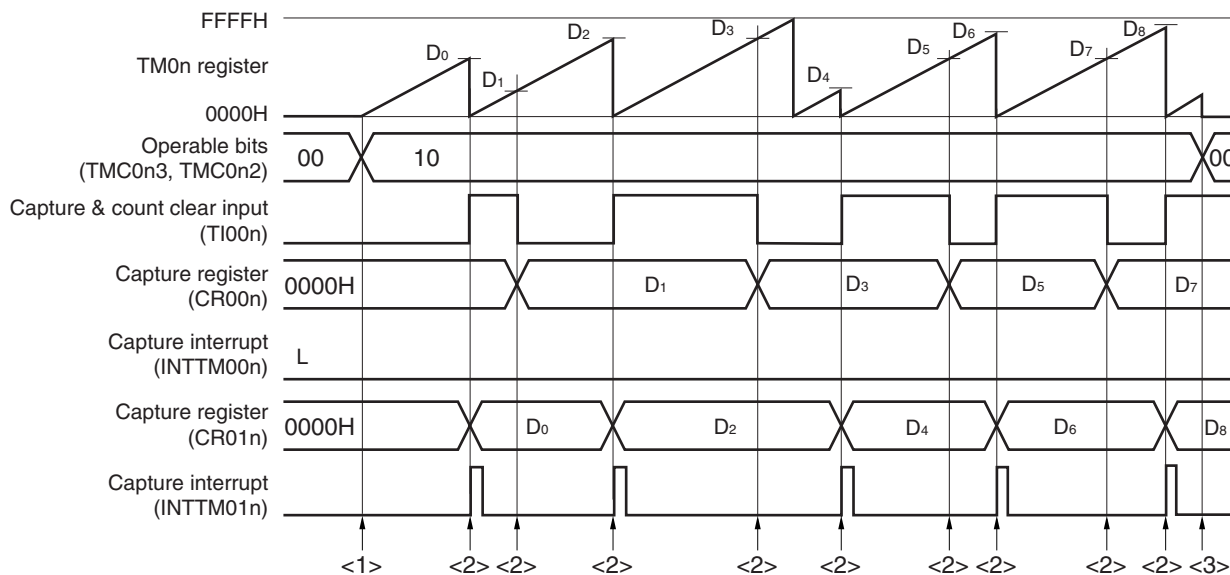 FFFFH
TM0n register
0000H
D0
D1
D2
D3
D4
D5
D6
D7
D8
Operable bits
(TMC0n3, TMC0n2)
00
10
00
Capture & count clear input
(TI00n)
Capture register
(CR00n)
0000H
D1
D3
D5
D7
Capture interrupt
(INTTM00n)
L
Capture register
(CR01n)
0000H
D0
D2
D4
D6
D8
Capture interrupt
(INTTM01n)
<1>
<2>
<2>
<2>
<2>
<2>
<2>
<2>
<2>
<2>
<3>